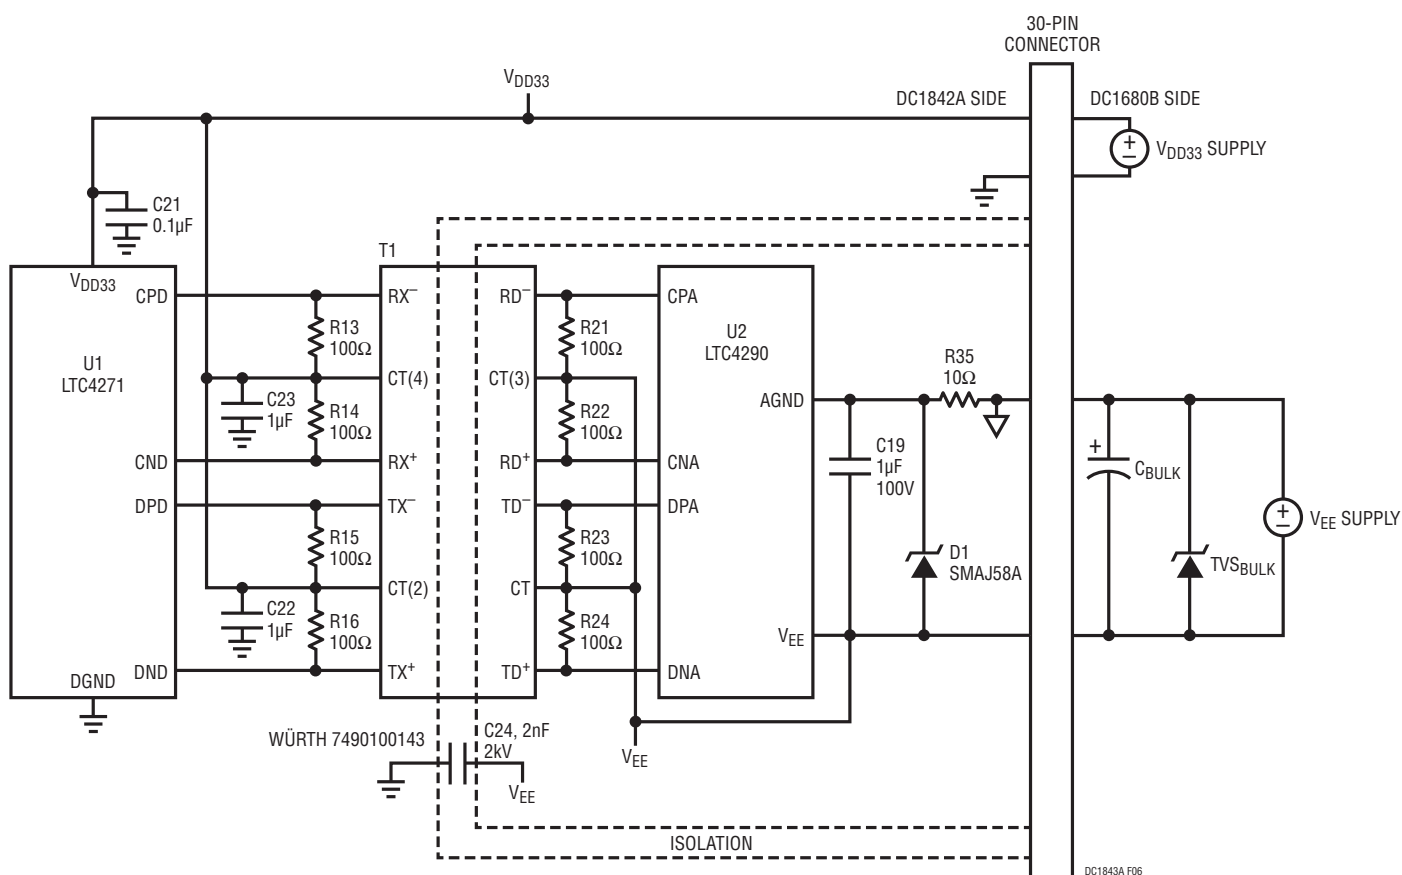 30-PIN
CONNECTOR
VDD33
DC1842A SIDE
DC1680B SIDE
+
–
VDD33 SUPPLY
C21
0.1µF
T1
VDD33
CPD
RX–
RD–
CPA
R13
100Ω
R21
100Ω
U1
LTC4271
U2
LTC4290
CT(4)
CT(3)
C23
1µF
R14
100Ω
R22
100Ω
AGND
R35
10Ω
CND
RX+
RD+
CNA
C19
1µF
100V
+
CBULK
DPD
TX–
TD–
DPA
+
–
VEE SUPPLY
R15
100Ω
R23
100Ω
D1
SMAJ58A
TVSBULK
CT(2)
CT
C22
1µF
R16
100Ω
R24
100Ω
VEE
DGND
DND
TX+
TD+
DNA
WÜRTH 7490100143
C24, 2nF
2kV
VEE
VEE
ISOLATION
DC1843A F06